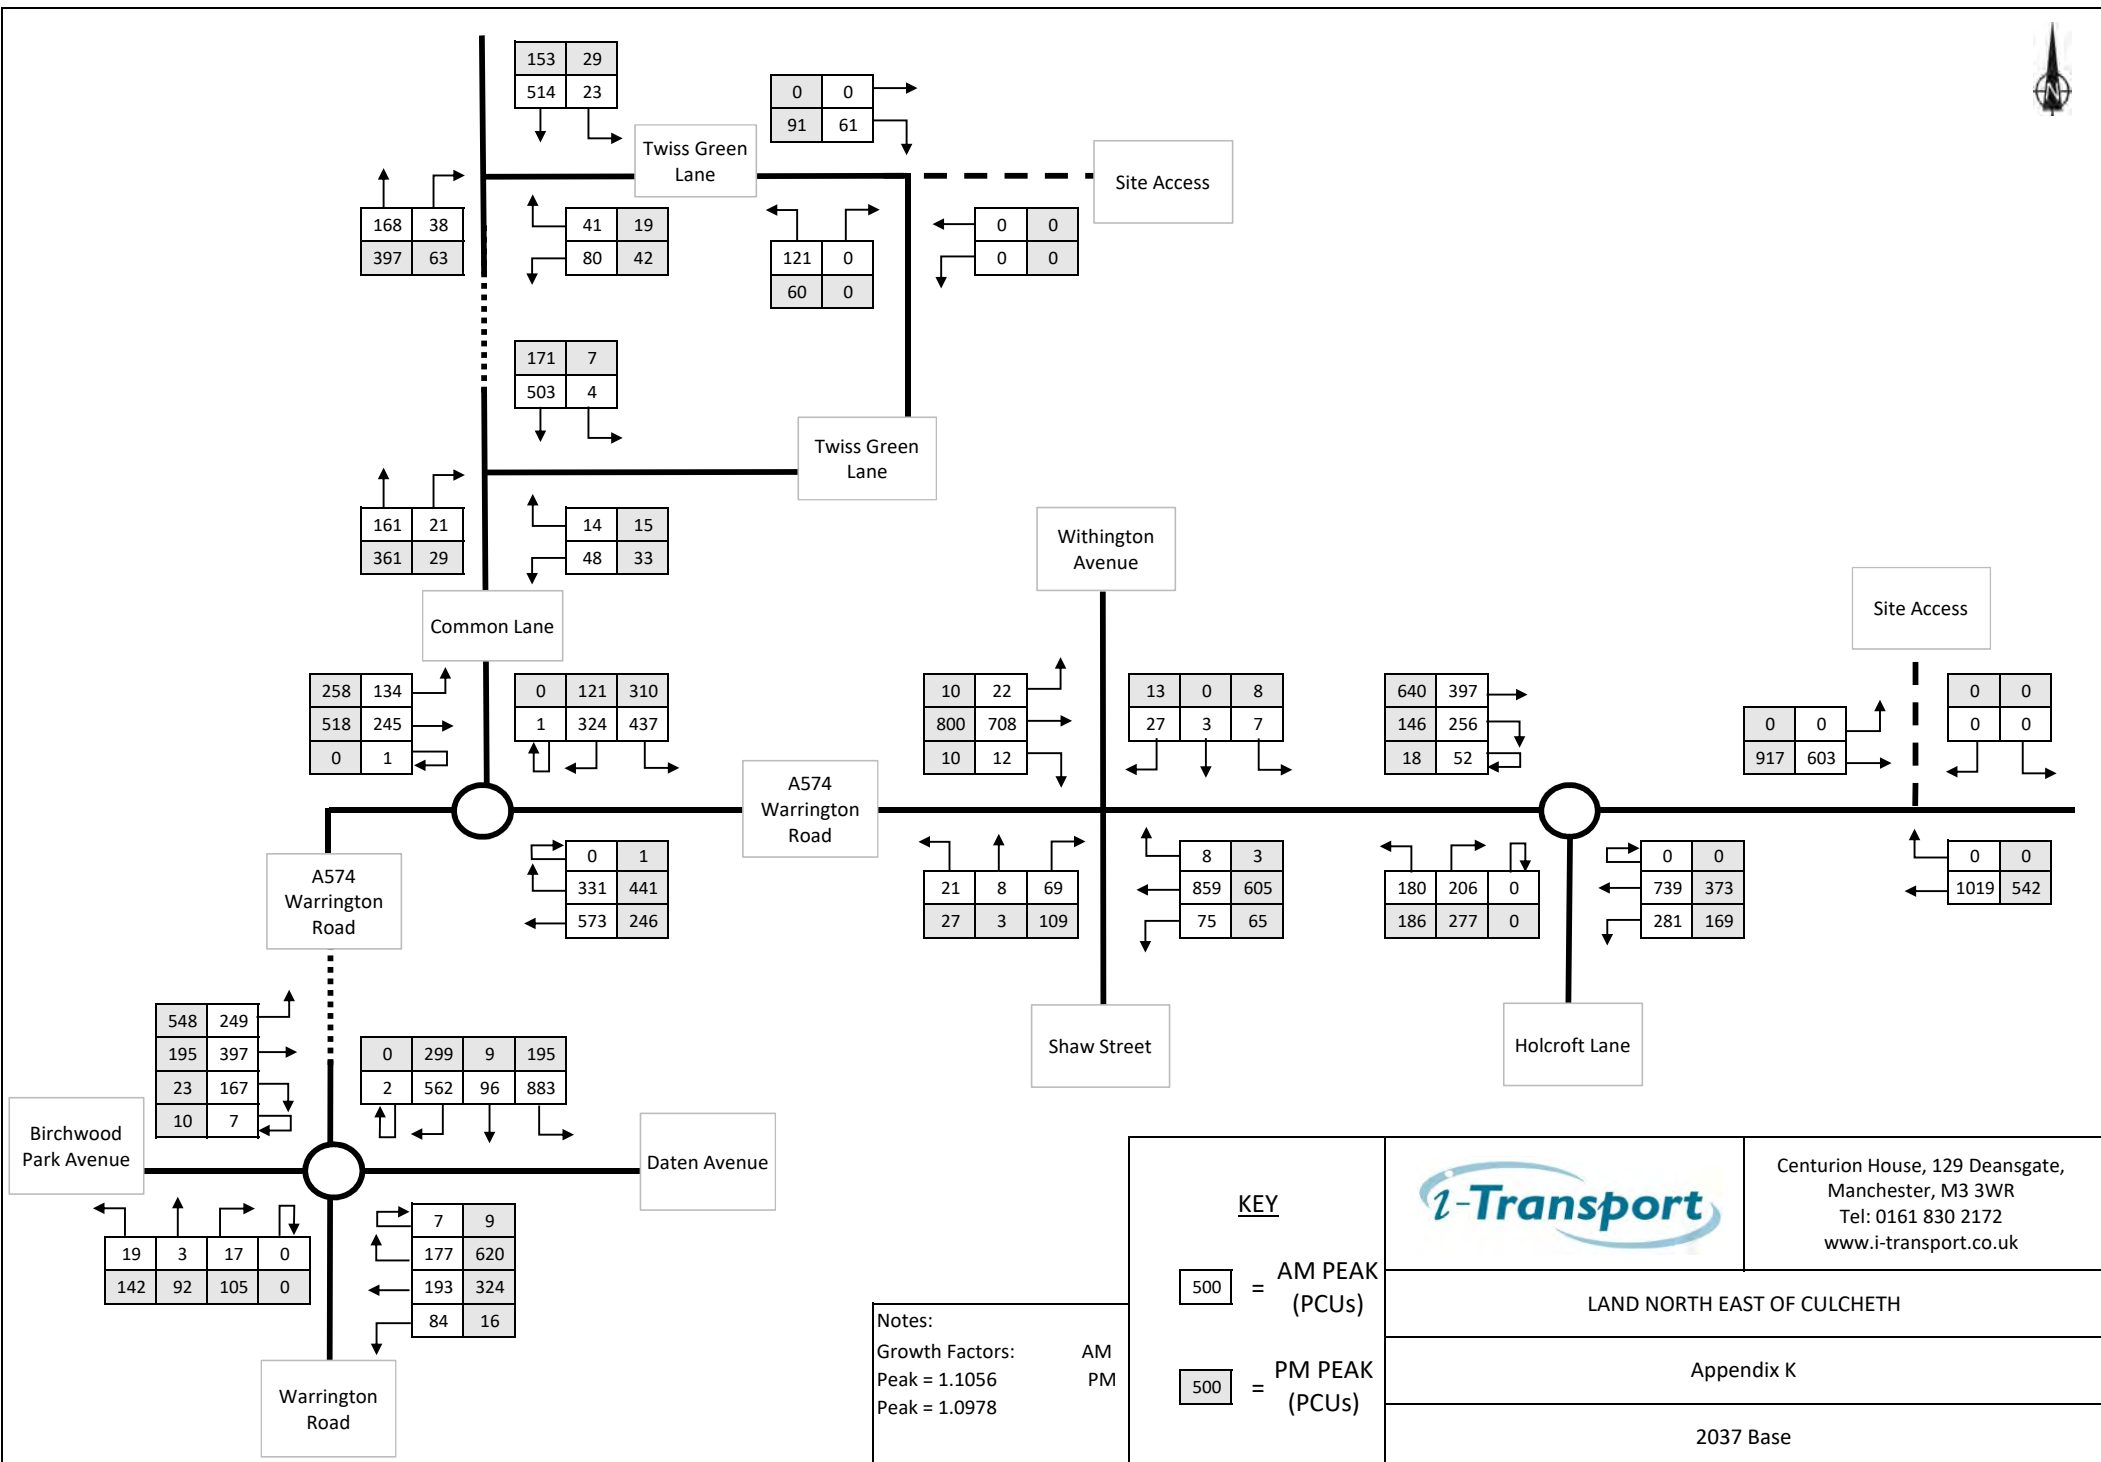 153 29
514 23
0 0
91 61
N
Twiss Green
Lane
Site Access
168 38
397 63
41 19
80 42
121 0
60 0
0 0
0 0
171 7
503 4
Twiss Green
Lane
161 21
361 29
14 15
48 33
Withington
Avenue
Common Lane
Site Access
258 134
518 245
0 1
0 121 310
1 324 437
10 22
800 708
10 12
13 0 8
27 3 7
640 397
146 256
18 52
0 0
917 603
0 0
0 0
A574
Warrington
Road
A574
Warrington
Road
0 1
331 441
573 246
21 8 69
27 3 109
8 3
859 605
75 65
180 206 0
186 277 0
0 0
739 373
281 169
0 0
1019 542
548 249
195 397
23 167
10 7
0 299 9 195
2 562 96 883
Shaw Street
Holcroft Lane
Birchwood
Park Avenue
Daten Avenue
19 3 17 0
142 92 105 0
7 9
177 620
193 324
84 16
Warrington
Road
Notes:
Growth Factors: AM
Peak = 1.1056 PM
Peak = 1.0978
KEY
500 = AM PEAK
(PCUs)
500 = PM PEAK
(PCUs)
i-Transport
Centurion House, 129 Deansgate,
Manchester, M3 3WR
Tel: 0161 830 2172
www.i-transport.co.uk
LAND NORTH EAST OF CULCHETH
Appendix K
2037 Base